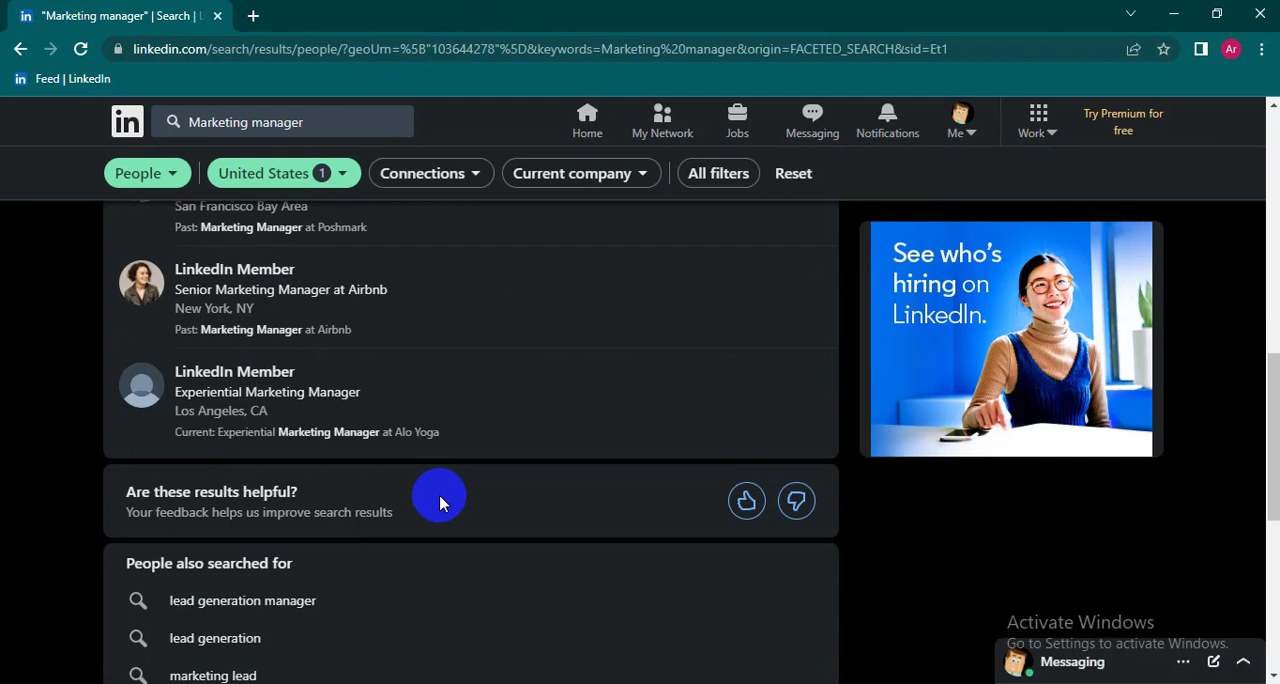 "Marketing manager" | Search |
linkedin.com/search/results/people/?geoUrn=%5B"103644278"%5D&keywords=Marketing%20manager&origin=FACETED_SEARCH&sid=Et1
Ar
in Feed | LinkedIn
in Marketing manager
Home My Network Jobs Messaging Notifications Me Work Try Premium for
free
People United States 1 Connections Current company All filters Reset
San Francisco Bay Area
Past: Marketing Manager at Poshmark
LinkedIn Member
Senior Marketing Manager at Airbnb
New York, NY
Past: Marketing Manager at Airbnb
LinkedIn Member
Experiential Marketing Manager
Los Angeles, CA
Current: Experiential Marketing Manager at Alo Yoga
See who's
hiring on
LinkedIn.
Are these results helpful?
Your feedback helps us improve search results
People also searched for
lead generation manager
lead generation
marketing lead
Activate Windows
Go to Settings to activate Windows.
Messaging